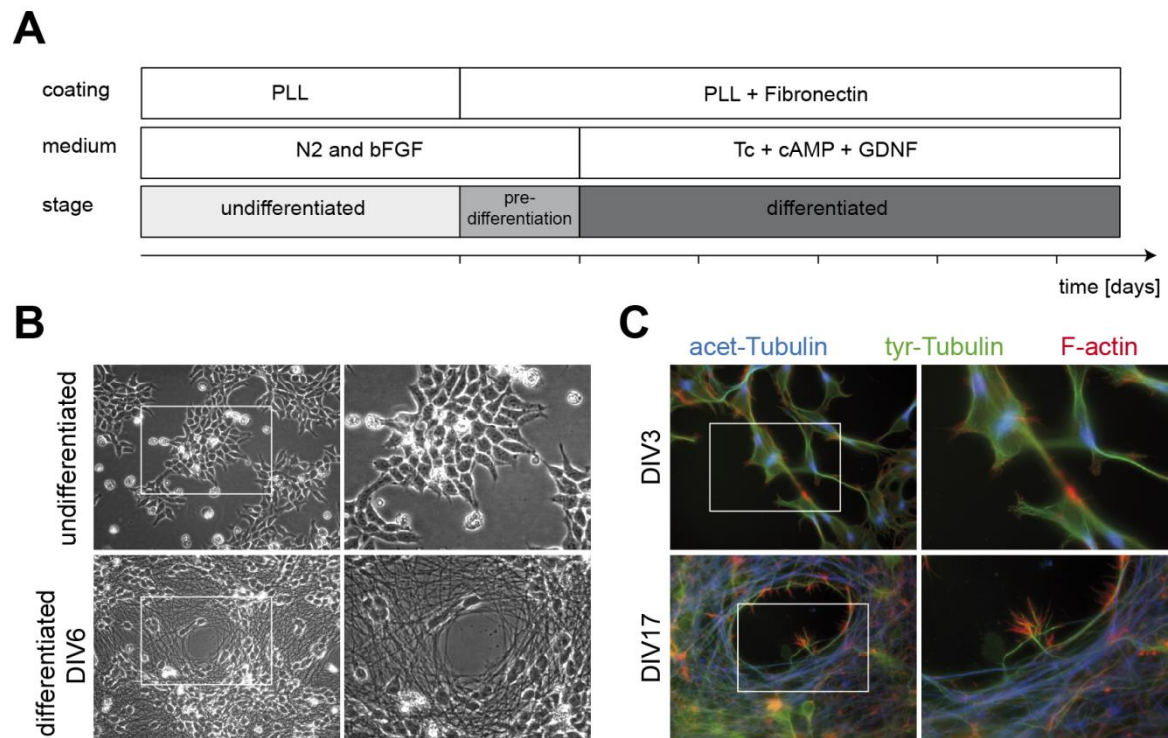 A
coating
PLL
PLL + Fibronectin
medium
N2 and bFGF
Tc + cAMP + GDNF
stage
undifferentiated
pre-
differentiation
differentiated
time [days]
B
undifferentiated
differentiated
DIV6
C
acet-Tubulin
tyr-Tubulin
F-actin
DIV3
DIV17